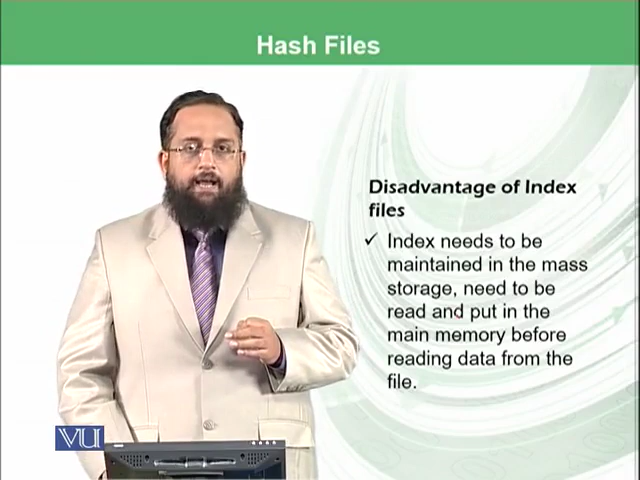 Hash Files
Disadvantage of Index
files
✓ Index needs to be
maintained in the mass
storage, need to be
read and put in the
main memory before
reading data from the
file.
VU